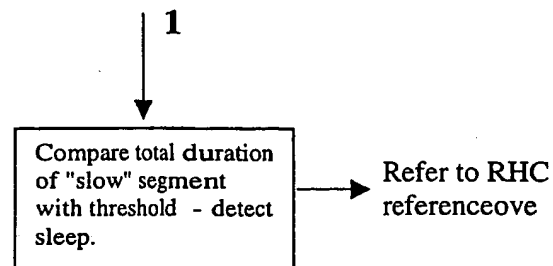 1
Compare total duration
of "slow" segment
with threshold - detect
sleep.
Refer to RHC
referenceove